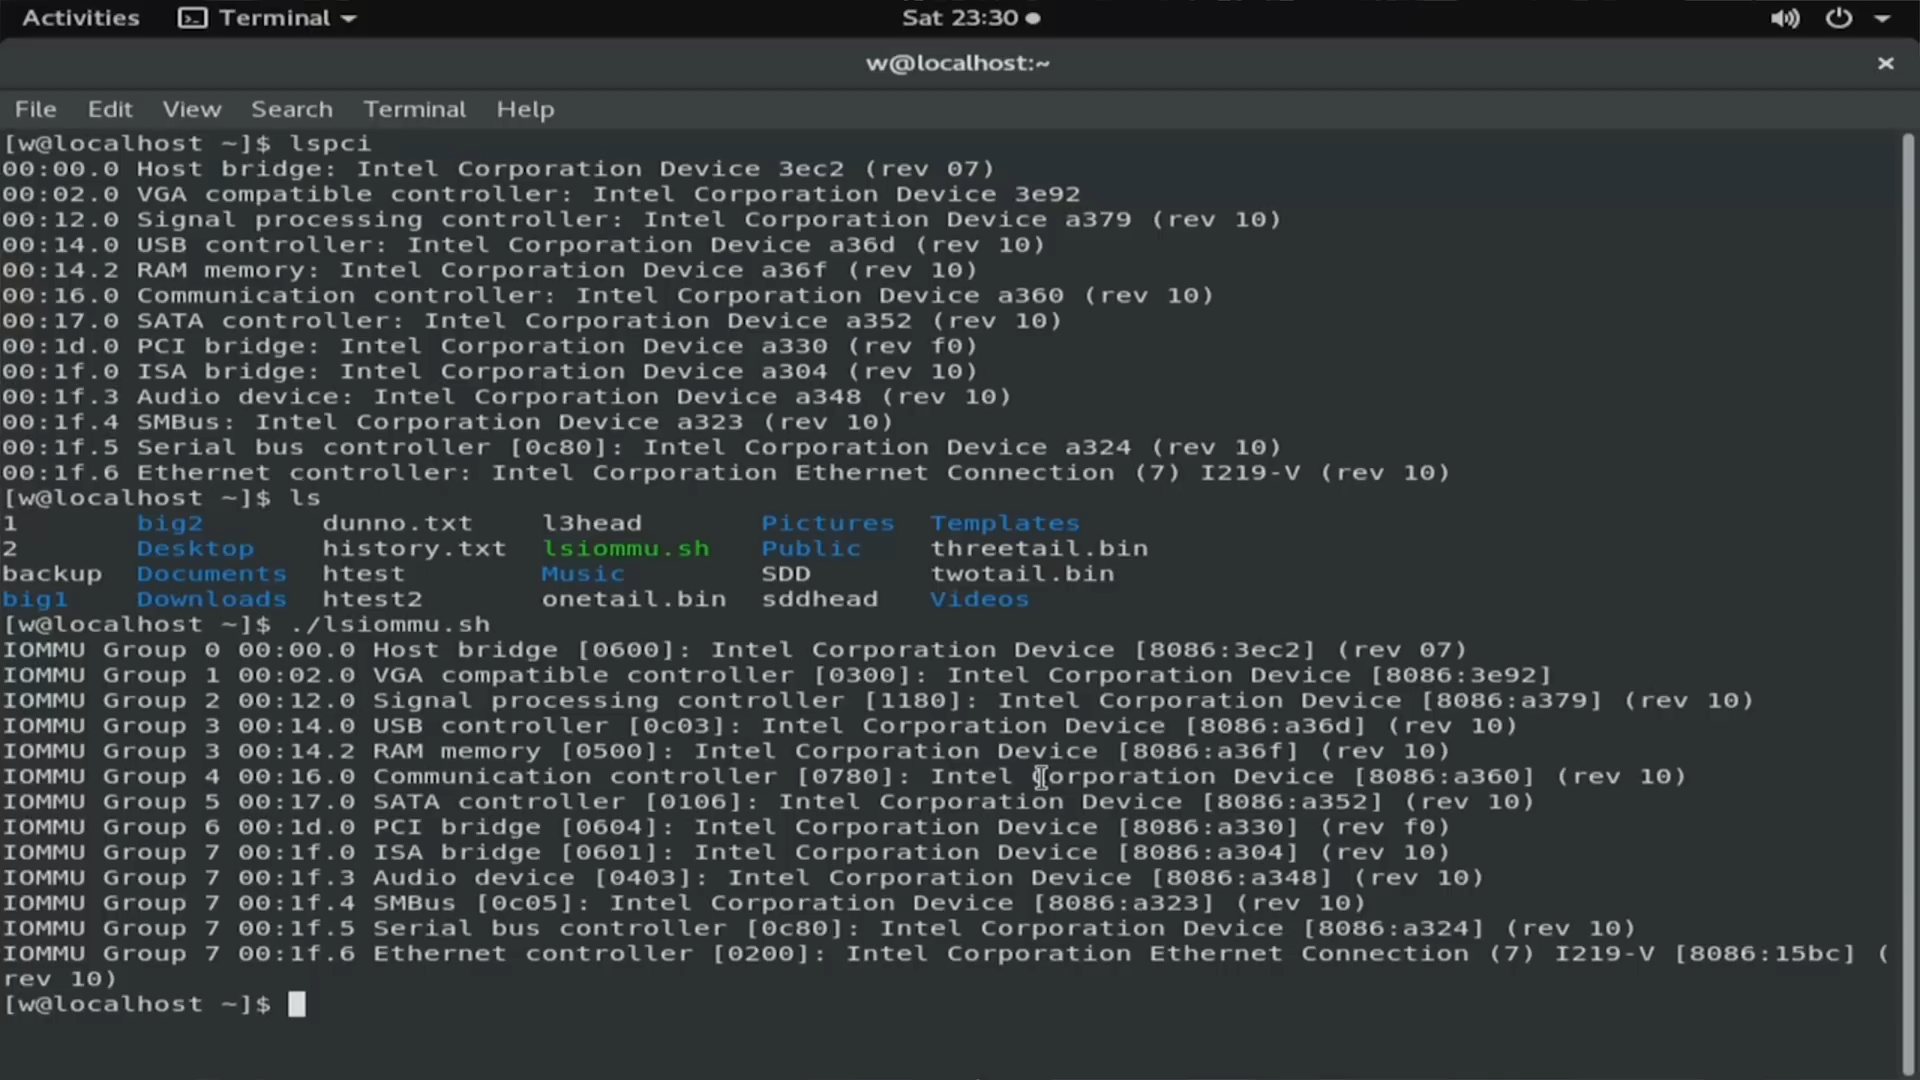 Activities Terminal Sat 23:30
w@localhost:~
File Edit View Search Terminal Help
[w@localhost ~]$ lspci
00:00.0 Host bridge: Intel Corporation Device 3ec2 (rev 07)
00:02.0 VGA compatible controller: Intel Corporation Device 3e92
00:12.0 Signal processing controller: Intel Corporation Device a379 (rev 10)
00:14.0 USB controller: Intel Corporation Device a36d (rev 10)
00:14.2 RAM memory: Intel Corporation Device a36f (rev 10)
00:16.0 Communication controller: Intel Corporation Device a360 (rev 10)
00:17.0 SATA controller: Intel Corporation Device a352 (rev 10)
00:1d.0 PCI bridge: Intel Corporation Device a330 (rev f0)
00:1f.0 ISA bridge: Intel Corporation Device a304 (rev 10)
00:1f.3 Audio device: Intel Corporation Device a348 (rev 10)
00:1f.4 SMBus: Intel Corporation Device a323 (rev 10)
00:1f.5 Serial bus controller [0c80]: Intel Corporation Device a324 (rev 10)
00:1f.6 Ethernet controller: Intel Corporation Ethernet Connection (7) I219-V (rev 10)
[w@localhost ~]$ ls
1 big2 dunno.txt l3head Pictures Templates
2 Desktop history.txt lsiommu.sh Public threetail.bin
backup Documents htest Music SDD twotail.bin
big1 Downloads htest2 onetail.bin sddhead Videos
[w@localhost ~]$ ./lsiommu.sh
IOMMU Group 0 00:00.0 Host bridge [0600]: Intel Corporation Device [8086:3ec2] (rev 07)
IOMMU Group 1 00:02.0 VGA compatible controller [0300]: Intel Corporation Device [8086:3e92]
IOMMU Group 2 00:12.0 Signal processing controller [1180]: Intel Corporation Device [8086:a379] (rev 10)
IOMMU Group 3 00:14.0 USB controller [0c03]: Intel Corporation Device [8086:a36d] (rev 10)
IOMMU Group 3 00:14.2 RAM memory [0500]: Intel Corporation Device [8086:a36f] (rev 10)
IOMMU Group 4 00:16.0 Communication controller [0780]: Intel Corporation Device [8086:a360] (rev 10)
IOMMU Group 5 00:17.0 SATA controller [0106]: Intel Corporation Device [8086:a352] (rev 10)
IOMMU Group 6 00:1d.0 PCI bridge [0604]: Intel Corporation Device [8086:a330] (rev f0)
IOMMU Group 7 00:1f.0 ISA bridge [0601]: Intel Corporation Device [8086:a304] (rev 10)
IOMMU Group 7 00:1f.3 Audio device [0403]: Intel Corporation Device [8086:a348] (rev 10)
IOMMU Group 7 00:1f.4 SMBus [0c05]: Intel Corporation Device [8086:a323] (rev 10)
IOMMU Group 7 00:1f.5 Serial bus controller [0c80]: Intel Corporation Device [8086:a324] (rev 10)
IOMMU Group 7 00:1f.6 Ethernet controller [0200]: Intel Corporation Ethernet Connection (7) I219-V [8086:15bc] (
rev 10)
[w@localhost ~]$